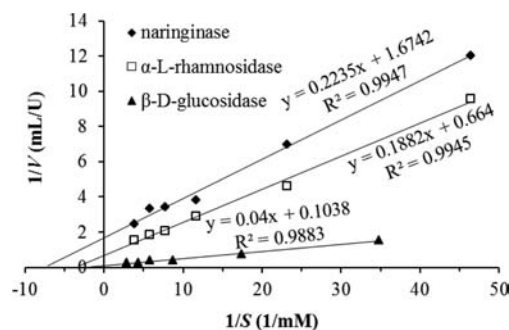 14
12
10
8
6
4
2
0
-10
0
10
20
30
40
50
1/V (mL/U)
1/S (1/mM)
naringinase
α-L-rhamnosidase
β-D-glucosidase
y = 0.2235x + 1.6742
R² = 0.9947
y = 0.1882x + 0.664
R² = 0.9945
y = 0.04x + 0.1038
R² = 0.9883